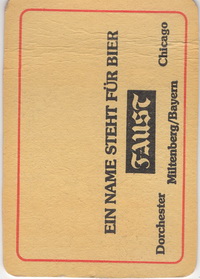 EIN NAME STEHT FÜR BIER
FAUST
Dorchester
Miltenberg/Bayern
Chicago